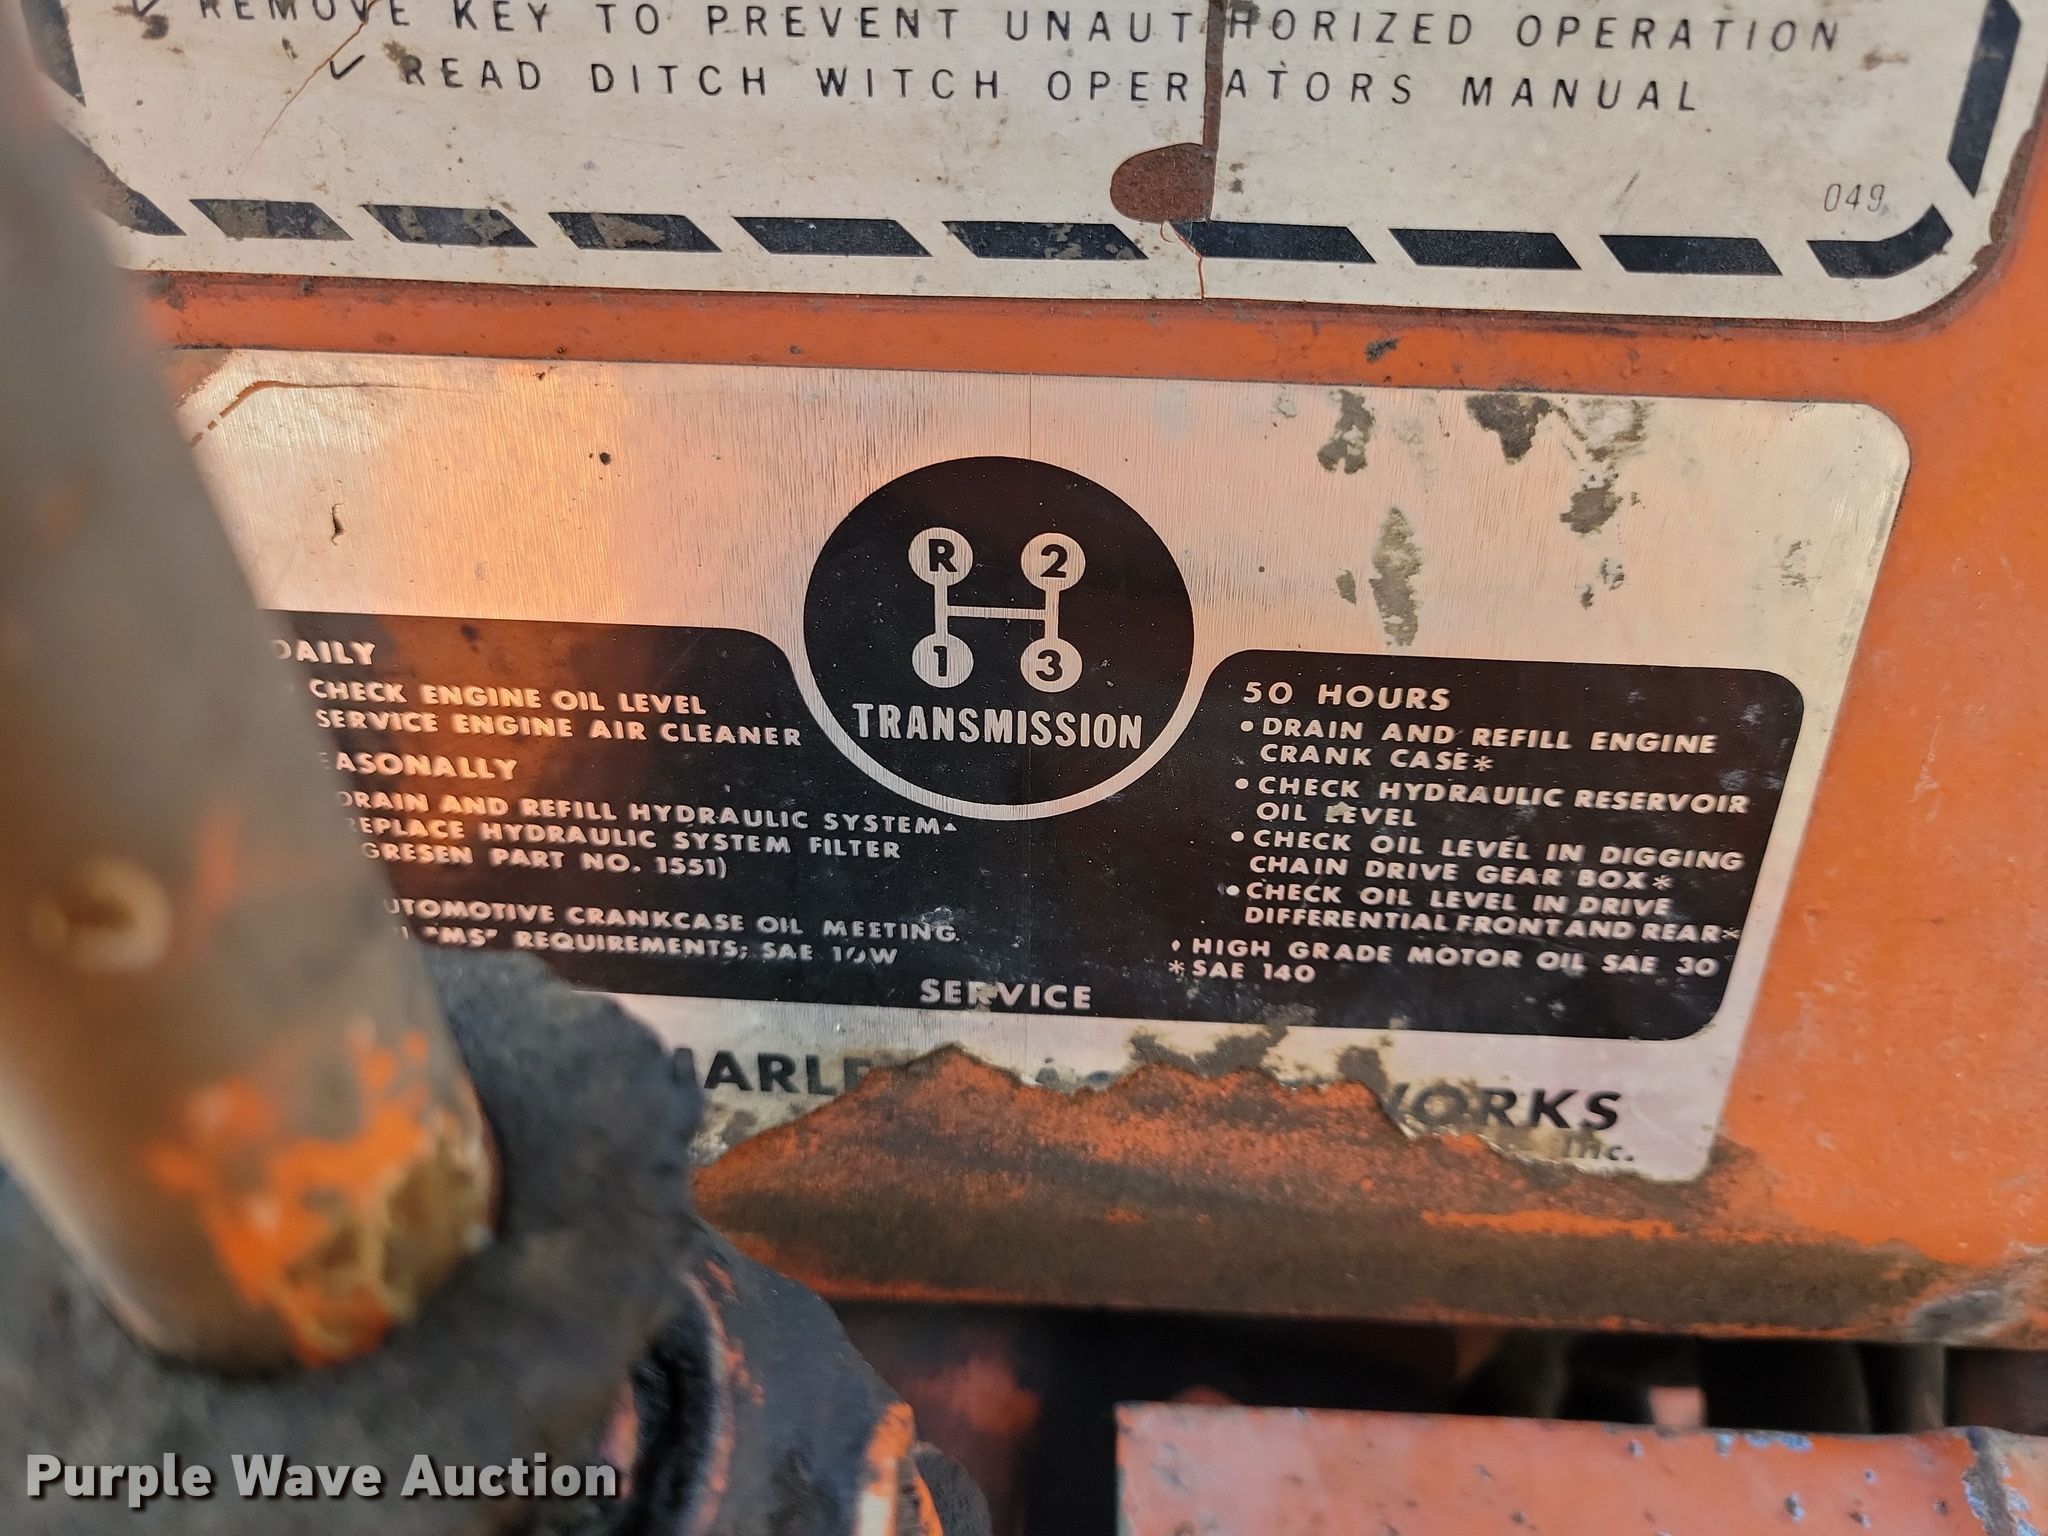 ✓ REMOVE KEY TO PREVENT UNAUTHORIZED OPERATION
✓ READ DITCH WITCH OPERATORS MANUAL
049
R 2
1 3
TRANSMISSION
DAILY
CHECK ENGINE OIL LEVEL
SERVICE ENGINE AIR CLEANER
EASONALLY
DRAIN AND REFILL HYDRAULIC SYSTEM▲
REPLACE HYDRAULIC SYSTEM FILTER
GRESEN PART NO. 1551)
UTOMOTIVE CRANKCASE OIL MEETING
"MS" REQUIREMENTS; SAE 10W
50 HOURS
• DRAIN AND REFILL ENGINE
CRANK CASE*
• CHECK HYDRAULIC RESERVOIR
OIL LEVEL
• CHECK OIL LEVEL IN DIGGING
CHAIN DRIVE GEAR BOX*
• CHECK OIL LEVEL IN DRIVE
DIFFERENTIAL FRONT AND REAR*
♦ HIGH GRADE MOTOR OIL SAE 30
* SAE 140
SERVICE
HARLE WORKS
Inc.
Purple Wave Auction